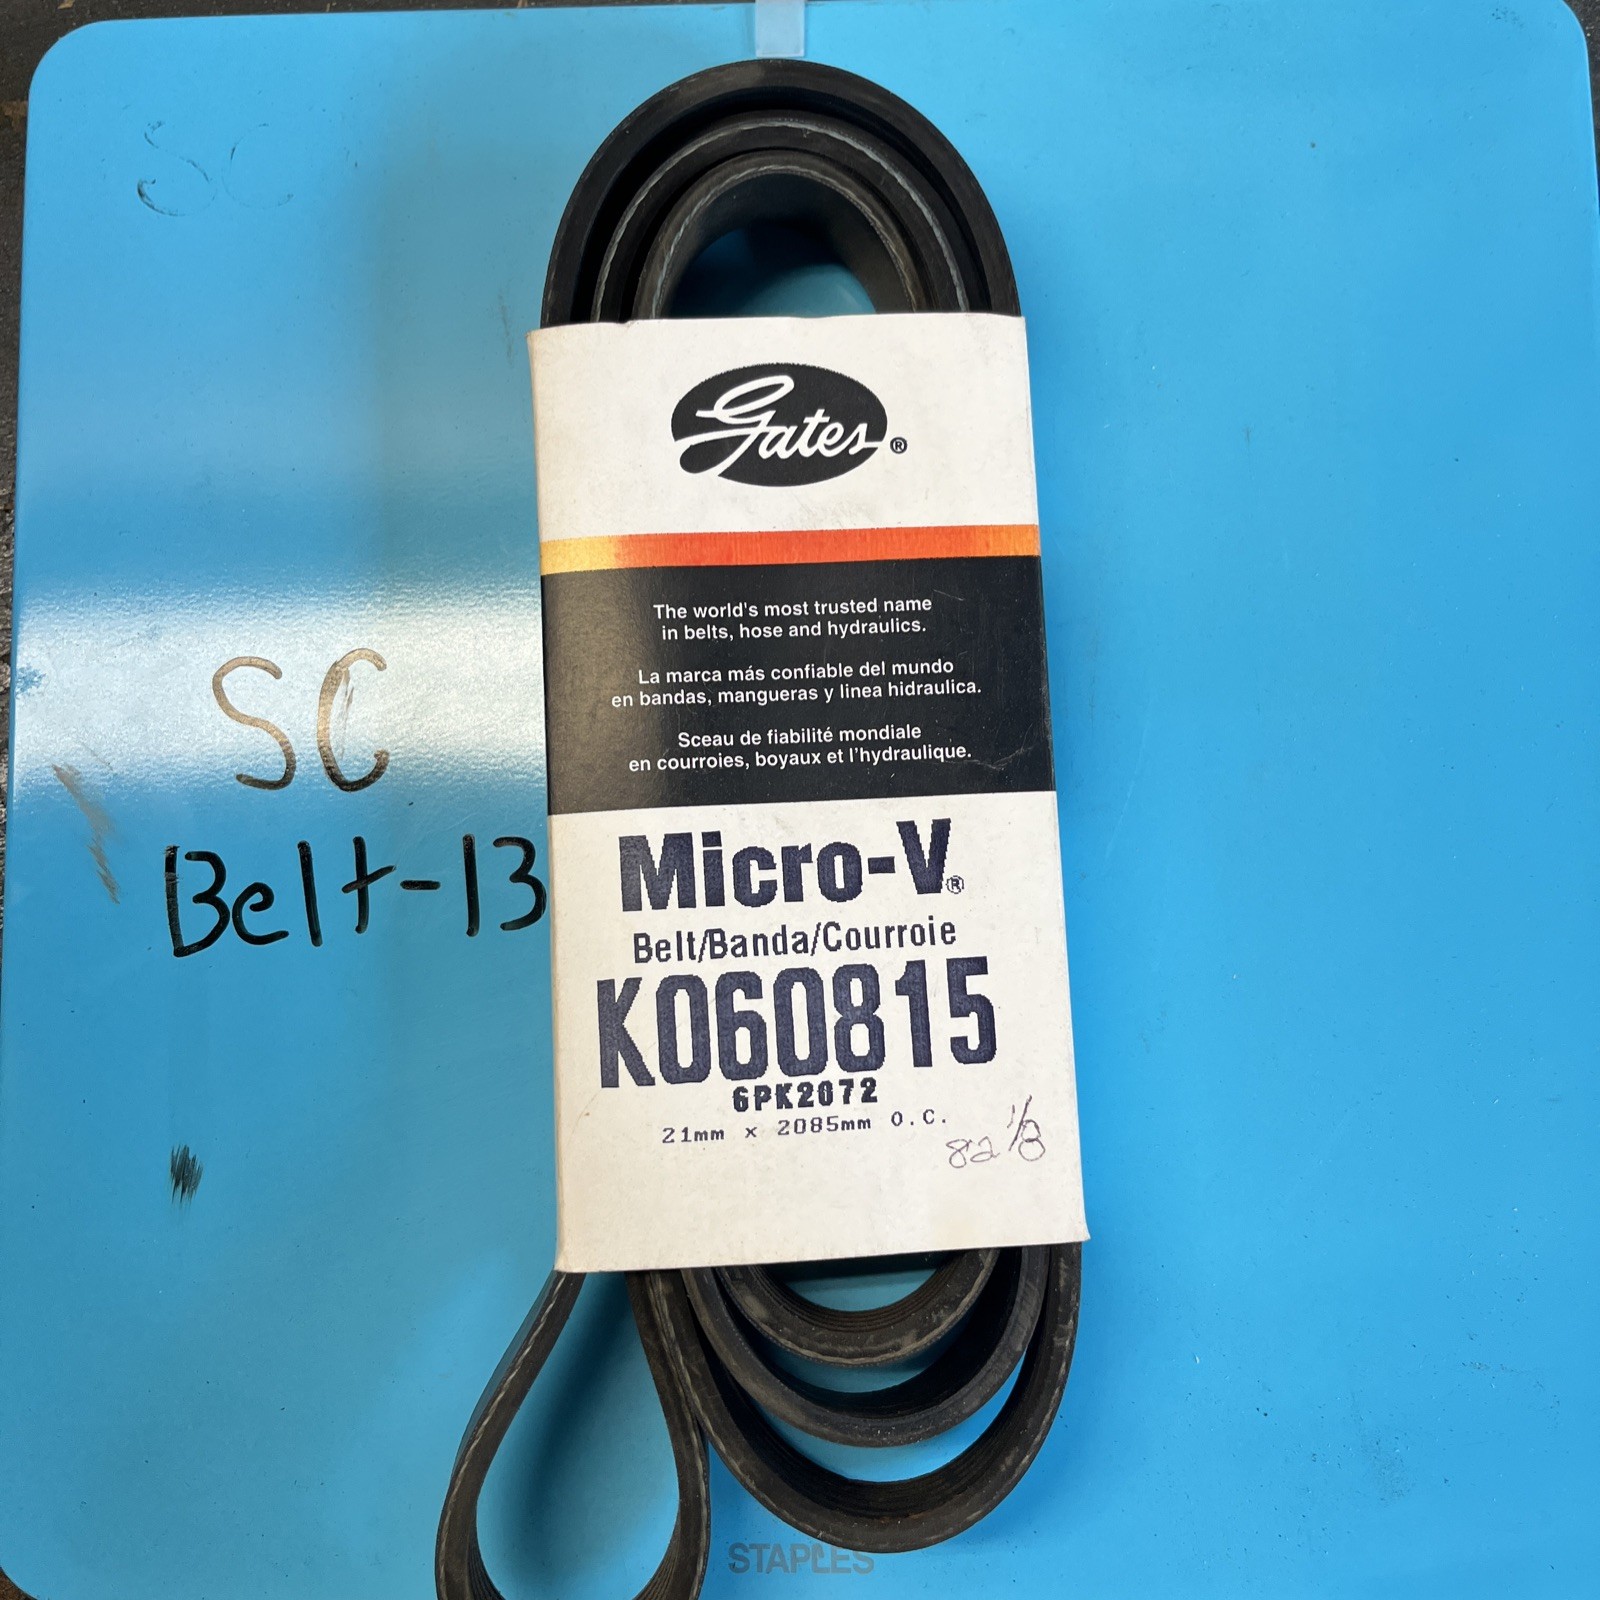 SC
SC
Belt-13
Gates®
The world's most trusted name
in belts, hose and hydraulics.
La marca más confiable del mundo
en bandas, mangueras y linea hidraulica.
Sceau de fiabilité mondiale
en courroies, boyaux et l'hydraulique.
Micro-V®
Belt/Banda/Courroie
K060815
6PK2072
21mm x 2085mm O.C.
82 1/8
STAPLES